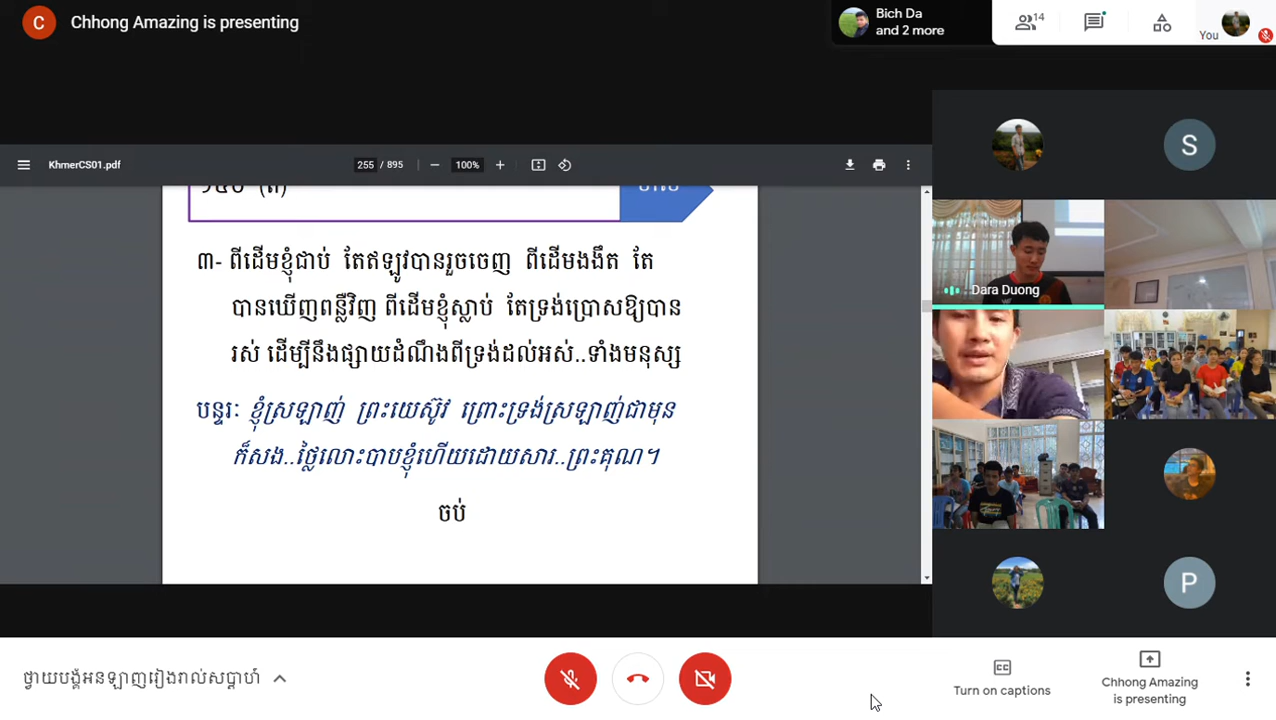 C
Chhong Amazing is presenting
Bich Da
and 2 more
14
You
KhmerCS01.pdf
255 / 895
100%
៣- ពីដើមខ្ញុំជាប់ តែឥឡូវបានរួចចេញ ពីដើមងងឹត តែ
បានឃើញពន្លឺវិញ ពីដើមខ្ញុំស្លាប់ តែទ្រង់ប្រោសឱ្យបាន
រស់ ដើម្បីនឹងផ្សាយដំណឹងពីទ្រង់ដល់អស់..ទាំងមនុស្ស
បន្ទរៈ ខ្ញុំស្រឡាញ់ ព្រះយេស៊ូវ ព្រោះទ្រង់ស្រឡាញ់ជាមុន
ក៏សង..ថ្លៃលោះបាបខ្ញុំហើយដោយសារ..ព្រះគុណ។
ចប់
S
Dara Duong
P
ថ្វាយបង្គំអនឡាញរៀងរាល់សប្តាហ៍
Turn on captions
Chhong Amazing
is presenting